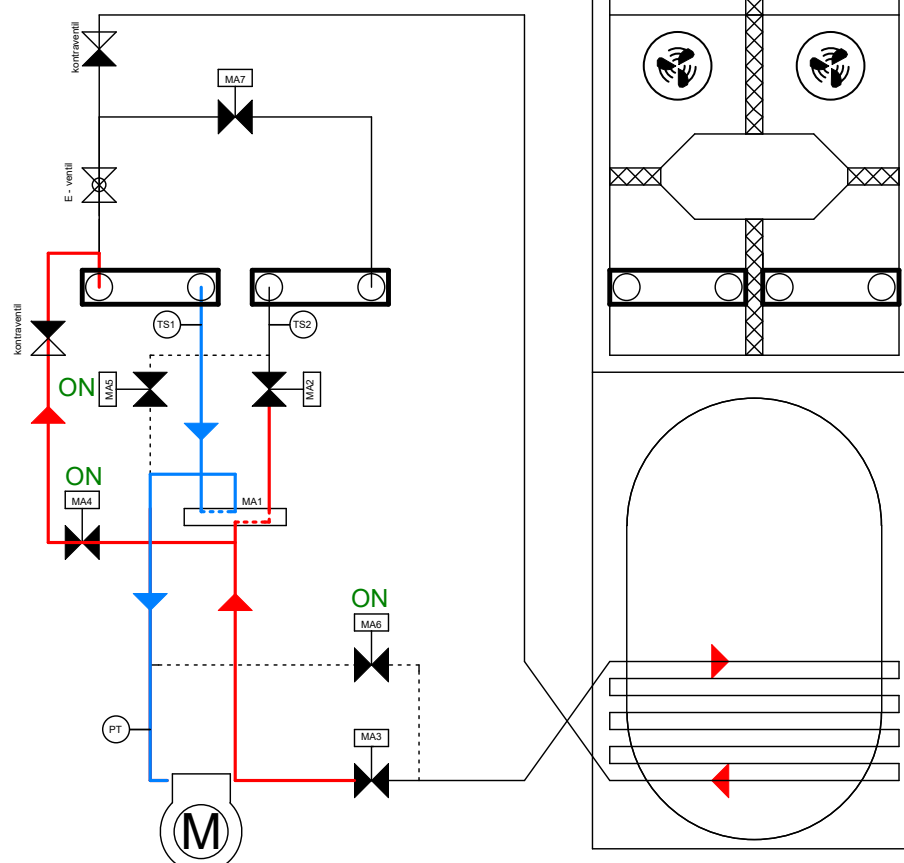 kontraventil
MA7
E - ventil
TS1
TS2
kontraventil
ON
MA5
MA2
ON
MA4
MA1
ON
MA6
PT
MA3
M